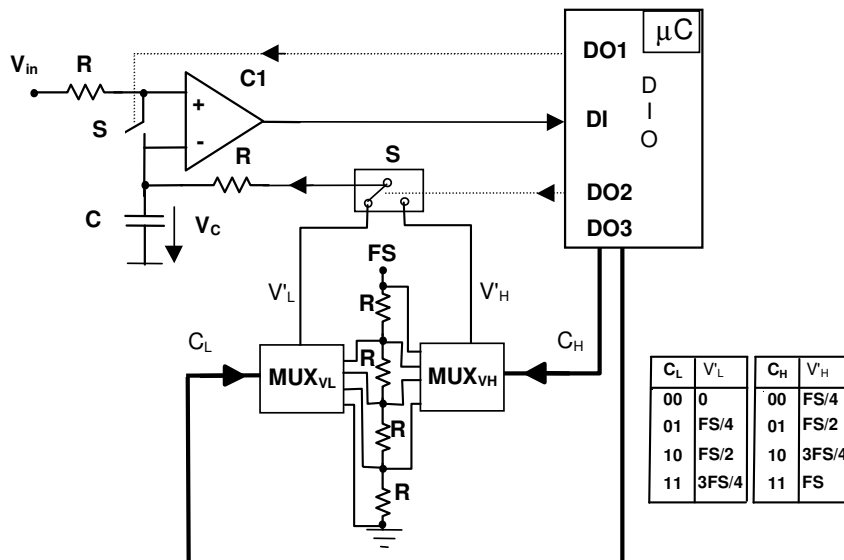 μC
DO1
V_in
R
C1
D
I
O
+
DI
S
-
R
S
DO2
C
V_C
DO3
FS
V'_L
R
V'_H
C_L
C_H
MUX_VL
R
MUX_VH
R
R
C_L V'_L
00 0
01 FS/4
10 FS/2
11 3FS/4
C_H V'_H
00 FS/4
01 FS/2
10 3FS/4
11 FS